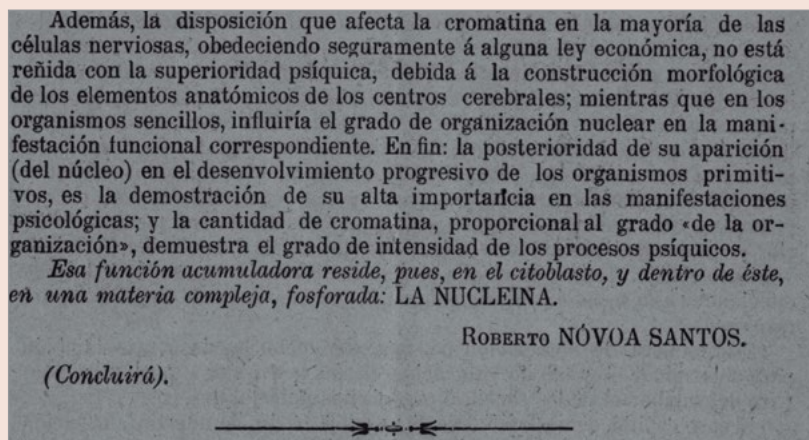 Además, la disposición que afecta la cromatina en la mayoría de las
células nerviosas, obedeciendo seguramente á alguna ley económica, no está
reñida con la superioridad psíquica, debida á la construcción morfológica
de los elementos anatómicos de los centros cerebrales; mientras que en los
organismos sencillos, influiría el grado de organización nuclear en la mani-
festación funcional correspondiente. En fin: la posterioridad de su aparición
(del núcleo) en el desenvolvimiento progresivo de los organismos primiti-
vos, es la demostración de su alta importancia en las manifestaciones
psicológicas; y la cantidad de cromatina, proporcional al grado «de la or-
ganización», demuestra el grado de intensidad de los procesos psíquicos.
Esa función acumuladora reside, pues, en el citoblasto, y dentro de éste,
en una materia compleja, fosforada: LA NUCLEINA.
ROBERTO NÓVOA SANTOS.
(Concluirá).